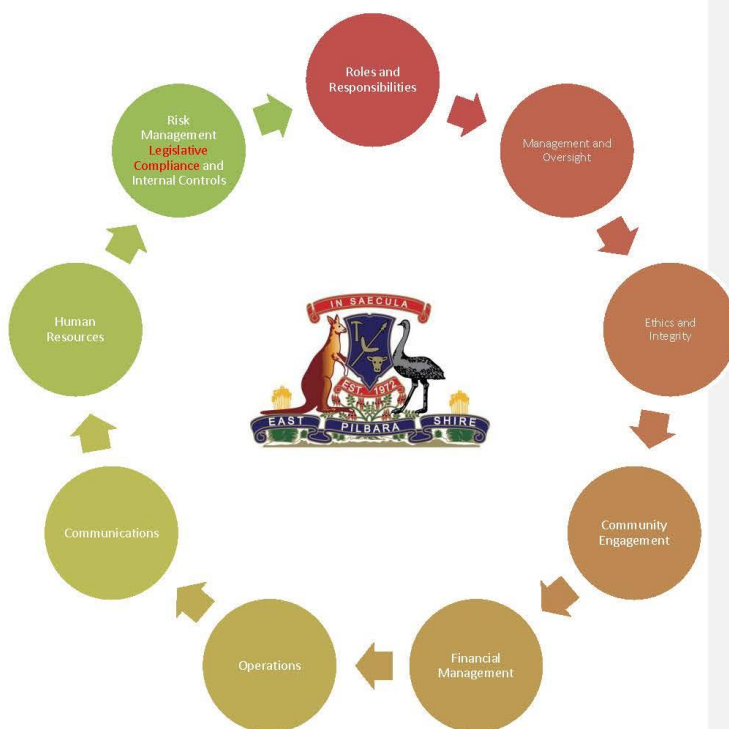 Roles and
Responsibilities
Management and
Oversight
Ethics and
Integrity
Community
Engagement
Financial
Management
Operations
Communications
Human
Resources
Risk
Management
Legislative
Compliance and
Internal Controls
IN SAECULA
EST. 1972
EAST PILBARA SHIRE